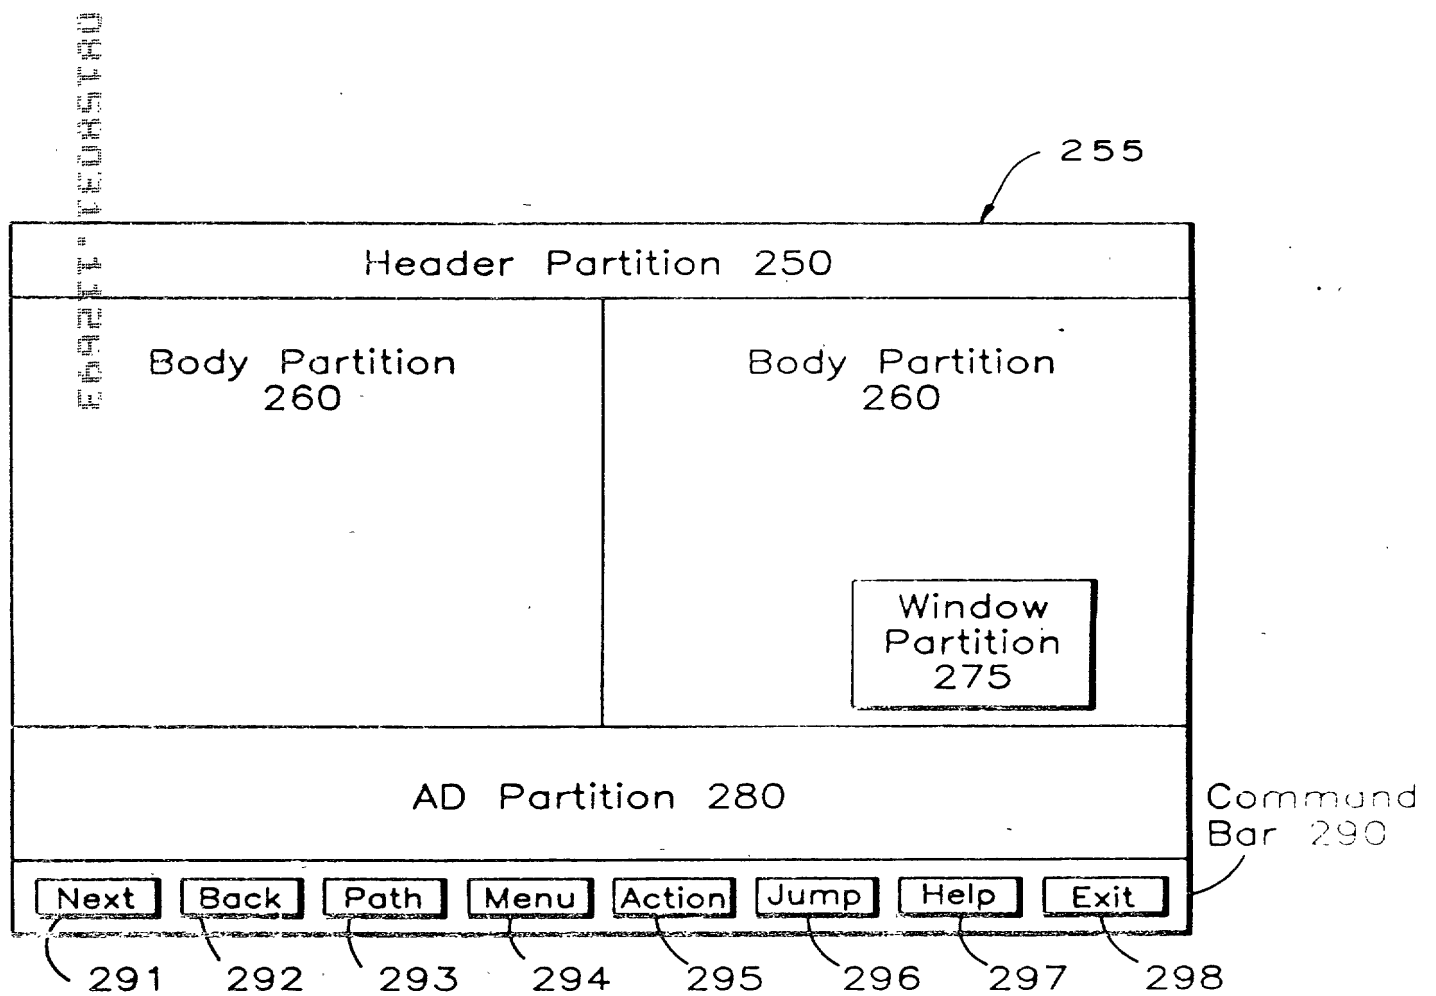 255
Header Partition 250
Body Partition
260
Body Partition
260
Window
Partition
275
AD Partition 280
Command
Bar 290
Next Back Path Menu Action Jump Help Exit
291 292 293 294 295 296 297 298